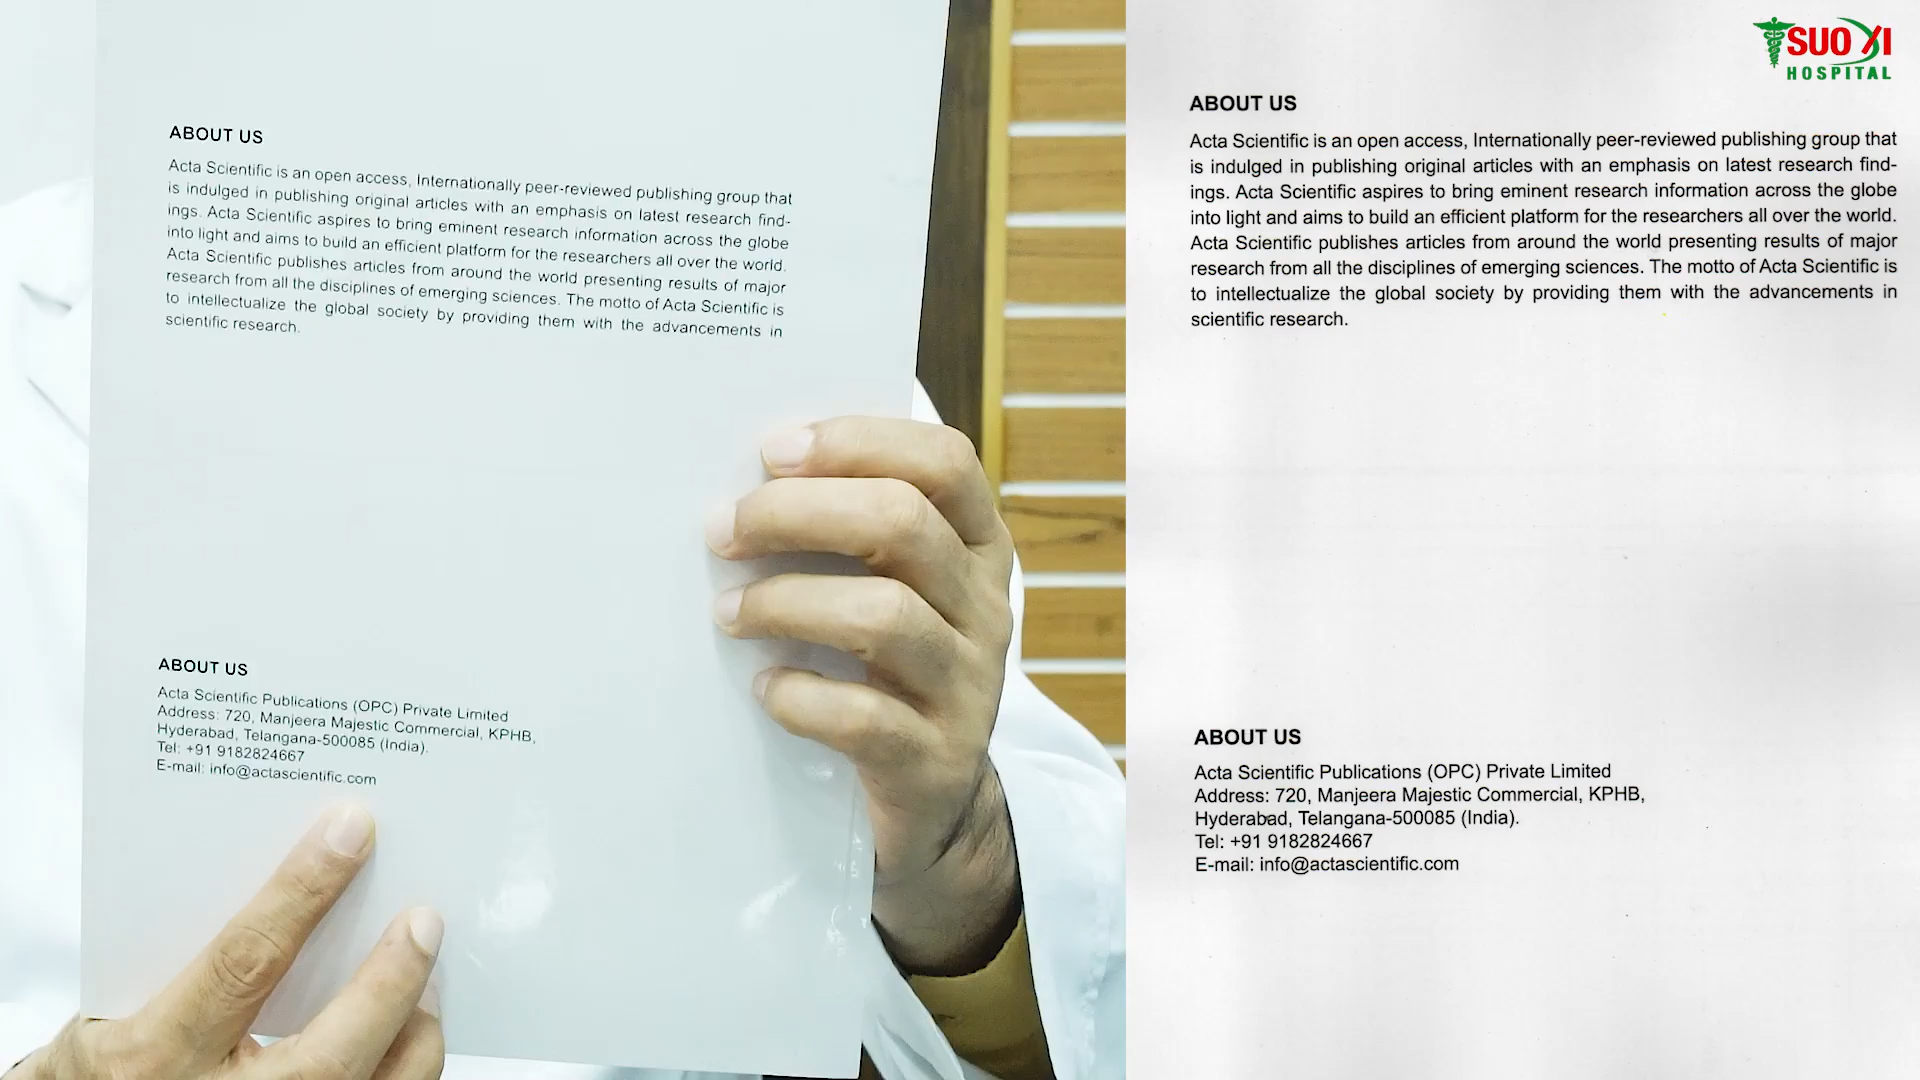 ABOUT US
Acta Scientific is an open access, Internationally peer-reviewed publishing group that
is indulged in publishing original articles with an emphasis on latest research find-
ings. Acta Scientific aspires to bring eminent research information across the globe
into light and aims to build an efficient platform for the researchers all over the world.
Acta Scientific publishes articles from around the world presenting results of major
research from all the disciplines of emerging sciences. The motto of Acta Scientific is
to intellectualize the global society by providing them with the advancements in
scientific research.
ABOUT US
Acta Scientific Publications (OPC) Private Limited
Address: 720, Manjeera Majestic Commercial, KPHB,
Hyderabad, Telangana-500085 (India).
Tel: +91 9182824667
E-mail: info@actascientific.com
SUO XI
HOSPITAL
ABOUT US
Acta Scientific is an open access, Internationally peer-reviewed publishing group that
is indulged in publishing original articles with an emphasis on latest research find-
ings. Acta Scientific aspires to bring eminent research information across the globe
into light and aims to build an efficient platform for the researchers all over the world.
Acta Scientific publishes articles from around the world presenting results of major
research from all the disciplines of emerging sciences. The motto of Acta Scientific is
to intellectualize the global society by providing them with the advancements in
scientific research.
ABOUT US
Acta Scientific Publications (OPC) Private Limited
Address: 720, Manjeera Majestic Commercial, KPHB,
Hyderabad, Telangana-500085 (India).
Tel: +91 9182824667
E-mail: info@actascientific.com